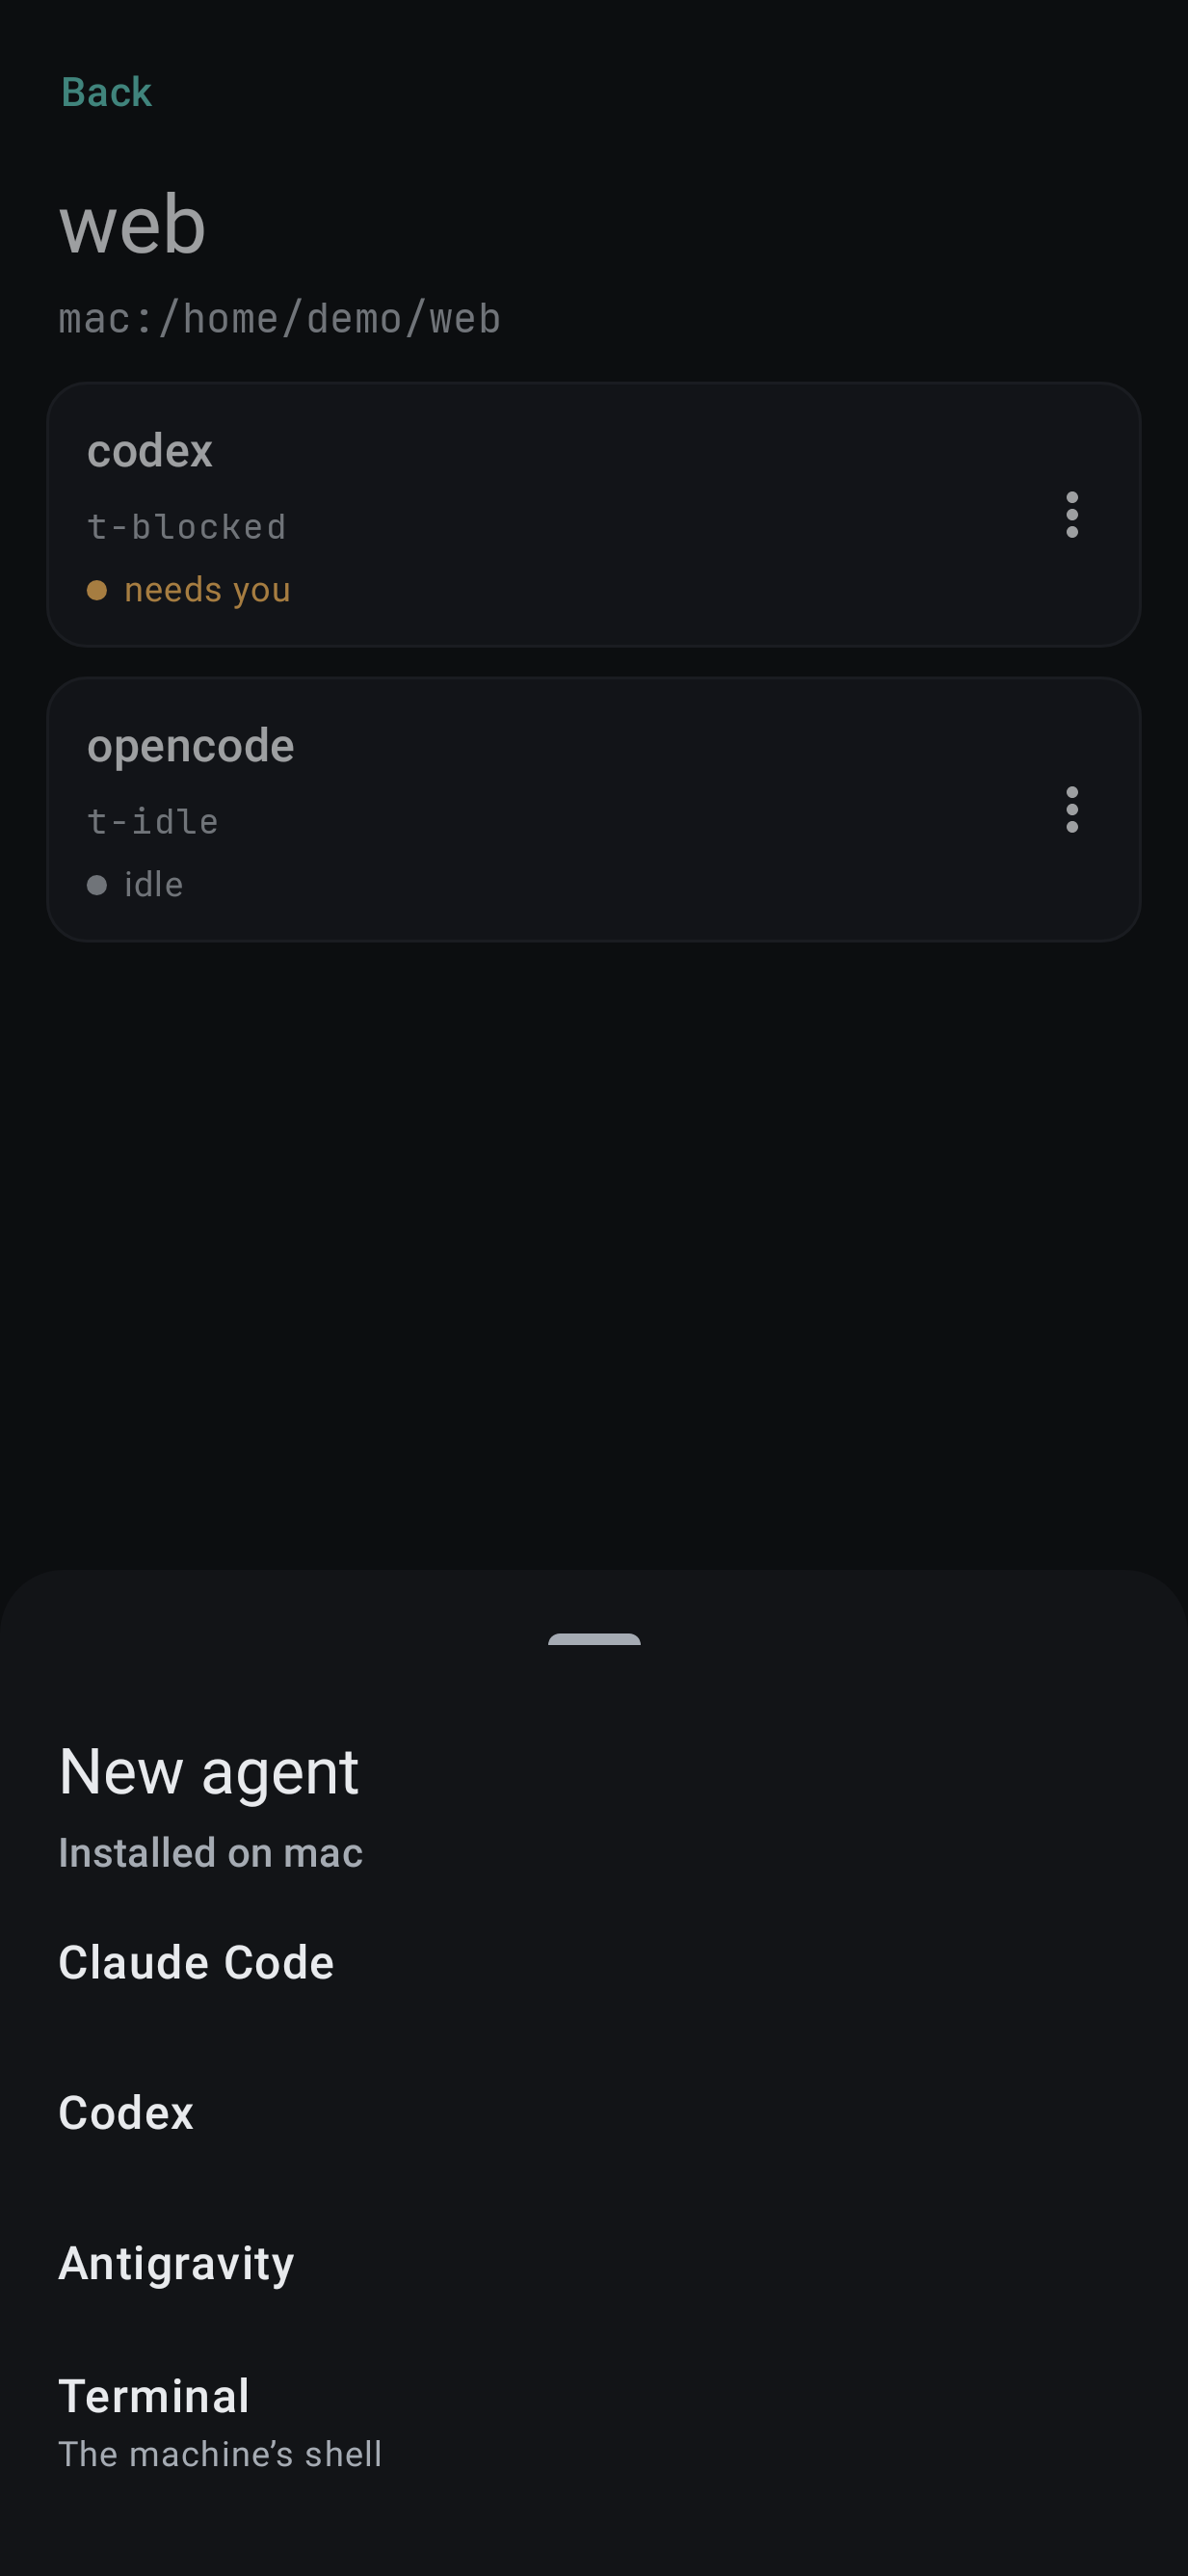 Back
web
mac:/home/demo/web
codex
t-blocked
needs you
opencode
t-idle
idle
New agent
Installed on mac
Claude Code
Codex
Antigravity
Terminal
The machine’s shell